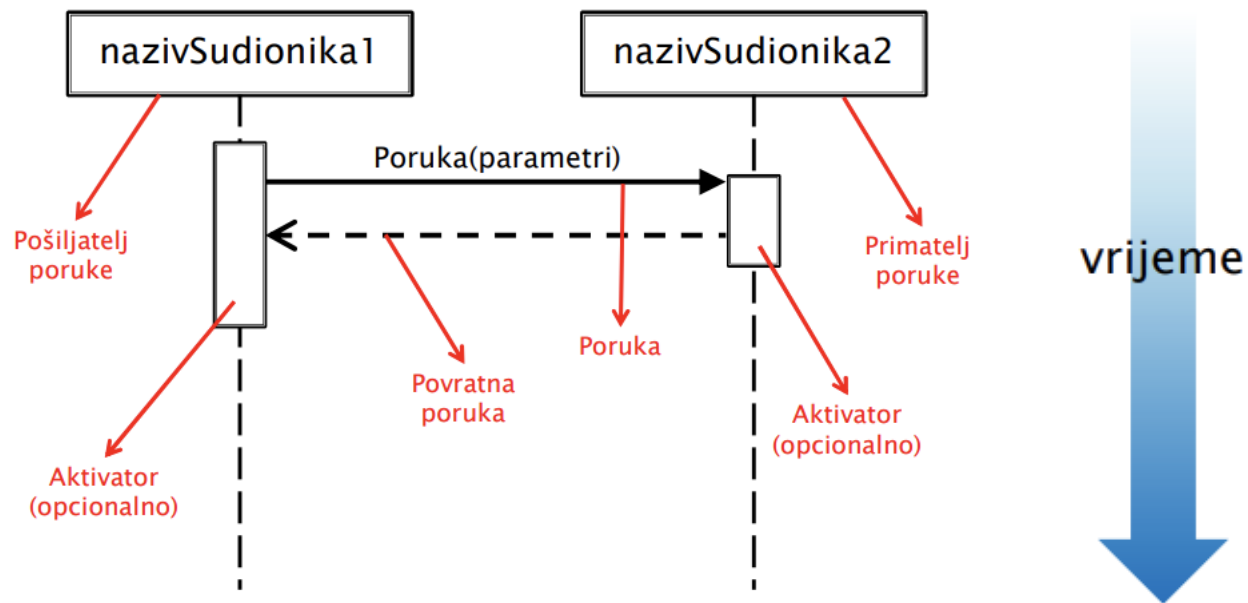 nazivSudionika1
nazivSudionika2
Poruka(parametri)
Pošiljatelj
poruke
Primatelj
poruke
vrijeme
Poruka
Povratna
poruka
Aktivator
(opcionalno)
Aktivator
(opcionalno)